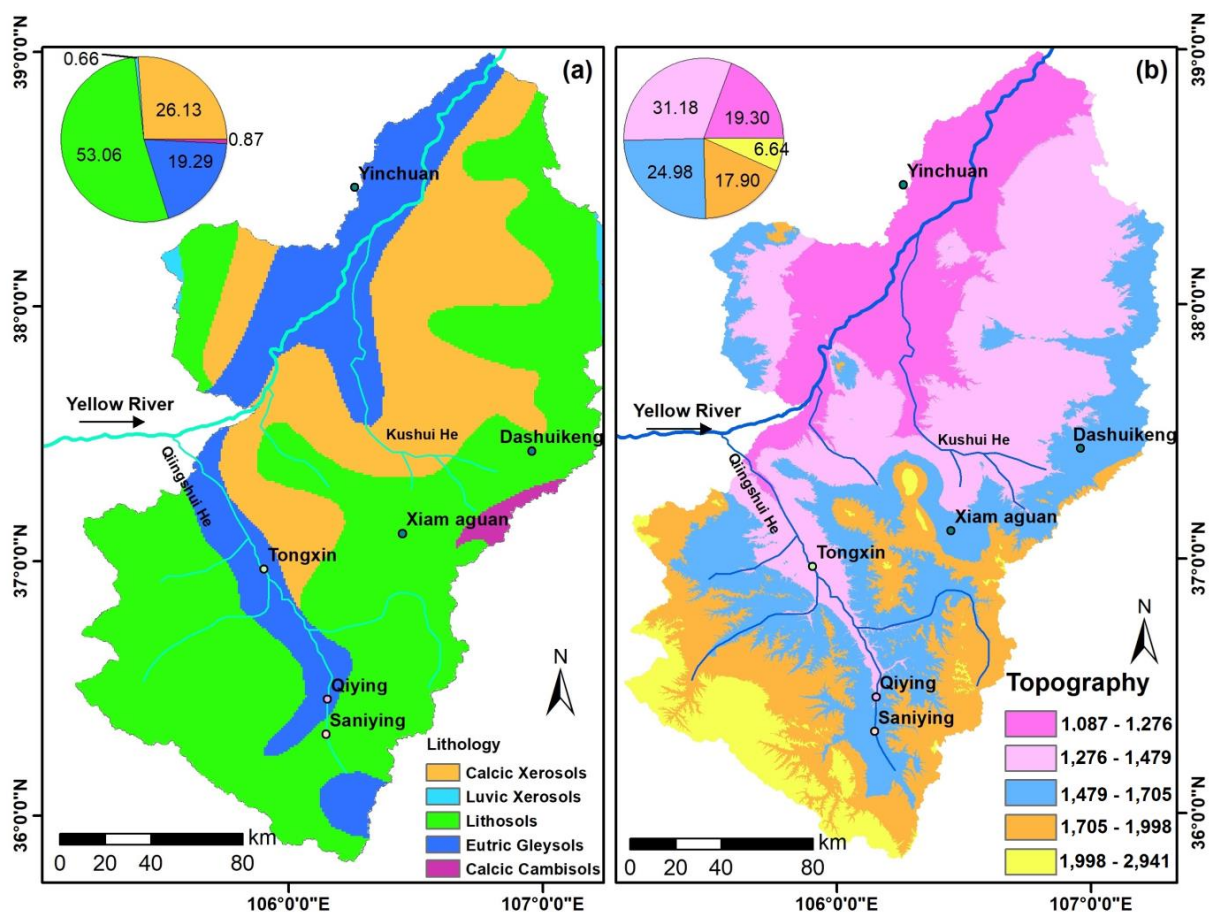 39°0'0"N
(a)
0.66
26.13
0.87
53.06
19.29
Yinchuan
38°0'0"N
Yellow River
Kushui He
Dashuikeng
Qiingshui He
Xiam aguan
Tongxin
37°0'0"N
Qiying
Saniying
N
Lithology
Calcic Xerosols
Luvic Xerosols
Lithosols
Eutric Gleysols
Calcic Cambisols
36°0'0"N
km
0 20 40 80
106°0'0"E
107°0'0"E
(b)
39°0'0"N
31.18
19.30
6.64
24.98
17.90
Yinchuan
38°0'0"N
Yellow River
Kushui He
Dashuikeng
Qiingshui He
Xiam aguan
Tongxin
37°0'0"N
N
Qiying
Saniying
Topography
1,087 - 1,276
1,276 - 1,479
1,479 - 1,705
1,705 - 1,998
1,998 - 2,941
36°0'0"N
km
0 20 40 80
106°0'0"E
107°0'0"E